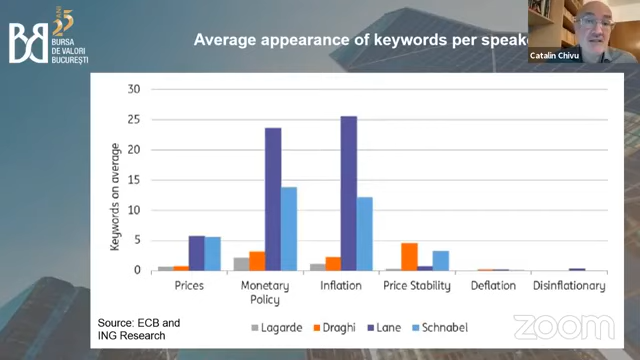 25 ANI
BURSA
DE VALORI
BUCUREȘTI
Average appearance of keywords per speake
Catalin Chivu
30
25
20
15
10
5
0
Keywords on average
Prices
Monetary
Policy
Inflation
Price Stability
Deflation
Disinflationary
Lagarde
Draghi
Lane
Schnabel
Source: ECB and
ING Research
zoom